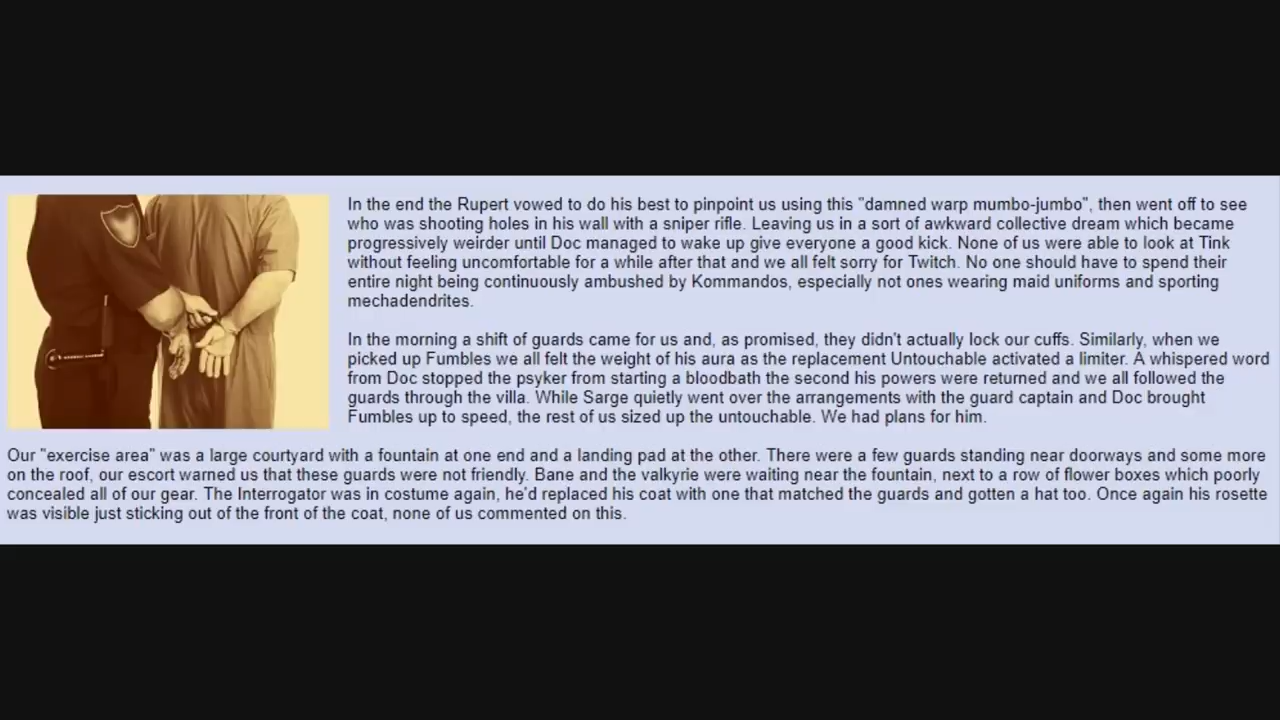 In the end the Rupert vowed to do his best to pinpoint us using this "damned warp mumbo-jumbo", then went off to see
who was shooting holes in his wall with a sniper rifle. Leaving us in a sort of awkward collective dream which became
progressively weirder until Doc managed to wake up give everyone a good kick. None of us were able to look at Tink
without feeling uncomfortable for a while after that and we all felt sorry for Twitch. No one should have to spend their
entire night being continuously ambushed by Kommandos, especially not ones wearing maid uniforms and sporting
mechadendrites.
In the morning a shift of guards came for us and, as promised, they didn't actually lock our cuffs. Similarly, when we
picked up Fumbles we all felt the weight of his aura as the replacement Untouchable activated a limiter. A whispered word
from Doc stopped the psyker from starting a bloodbath the second his powers were returned and we all followed the
guards through the villa. While Sarge quietly went over the arrangements with the guard captain and Doc brought
Fumbles up to speed, the rest of us sized up the untouchable. We had plans for him.
Our "exercise area" was a large courtyard with a fountain at one end and a landing pad at the other. There were a few guards standing near doorways and some more
on the roof, our escort warned us that these guards were not friendly. Bane and the valkyrie were waiting near the fountain, next to a row of flower boxes which poorly
concealed all of our gear. The Interrogator was in costume again, he'd replaced his coat with one that matched the guards and gotten a hat too. Once again his rosette
was visible just sticking out of the front of the coat, none of us commented on this.